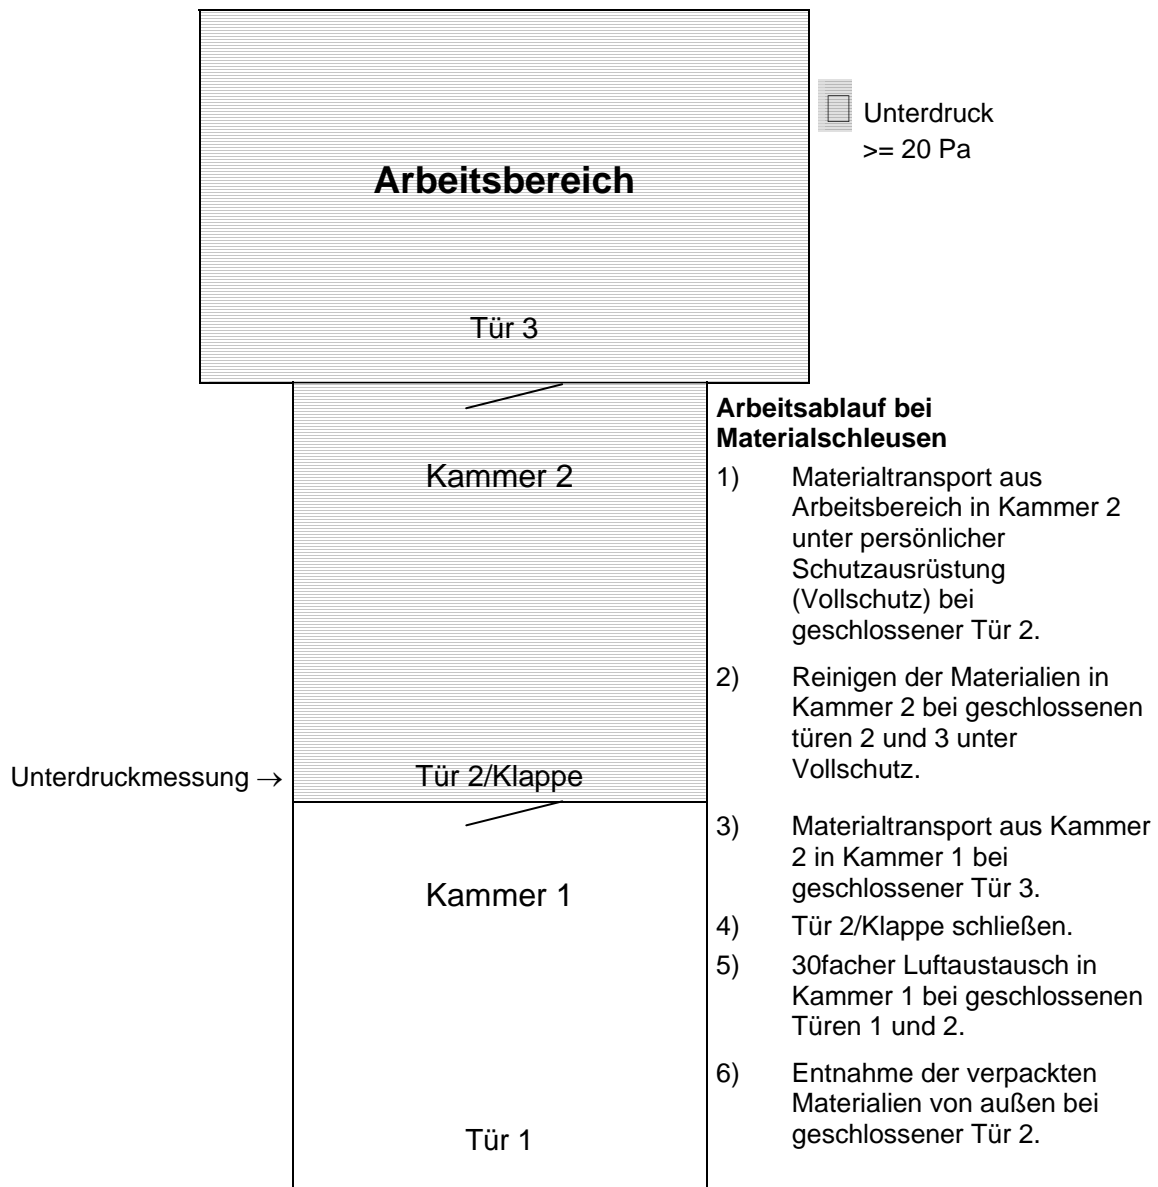 Unterdruck
>= 20 Pa
Arbeitsbereich
Tür 3
Kammer 2
Unterdruckmessung →
Tür 2/Klappe
Kammer 1
Tür 1
Arbeitsablauf bei
Materialschleusen
1) Materialtransport aus
Arbeitsbereich in Kammer 2
unter persönlicher
Schutzausrüstung
(Vollschutz) bei
geschlossener Tür 2.
2) Reinigen der Materialien in
Kammer 2 bei geschlossenen
türen 2 und 3 unter
Vollschutz.
3) Materialtransport aus Kammer
2 in Kammer 1 bei
geschlossener Tür 3.
4) Tür 2/Klappe schließen.
5) 30facher Luftaustausch in
Kammer 1 bei geschlossenen
Türen 1 und 2.
6) Entnahme der verpackten
Materialien von außen bei
geschlossener Tür 2.